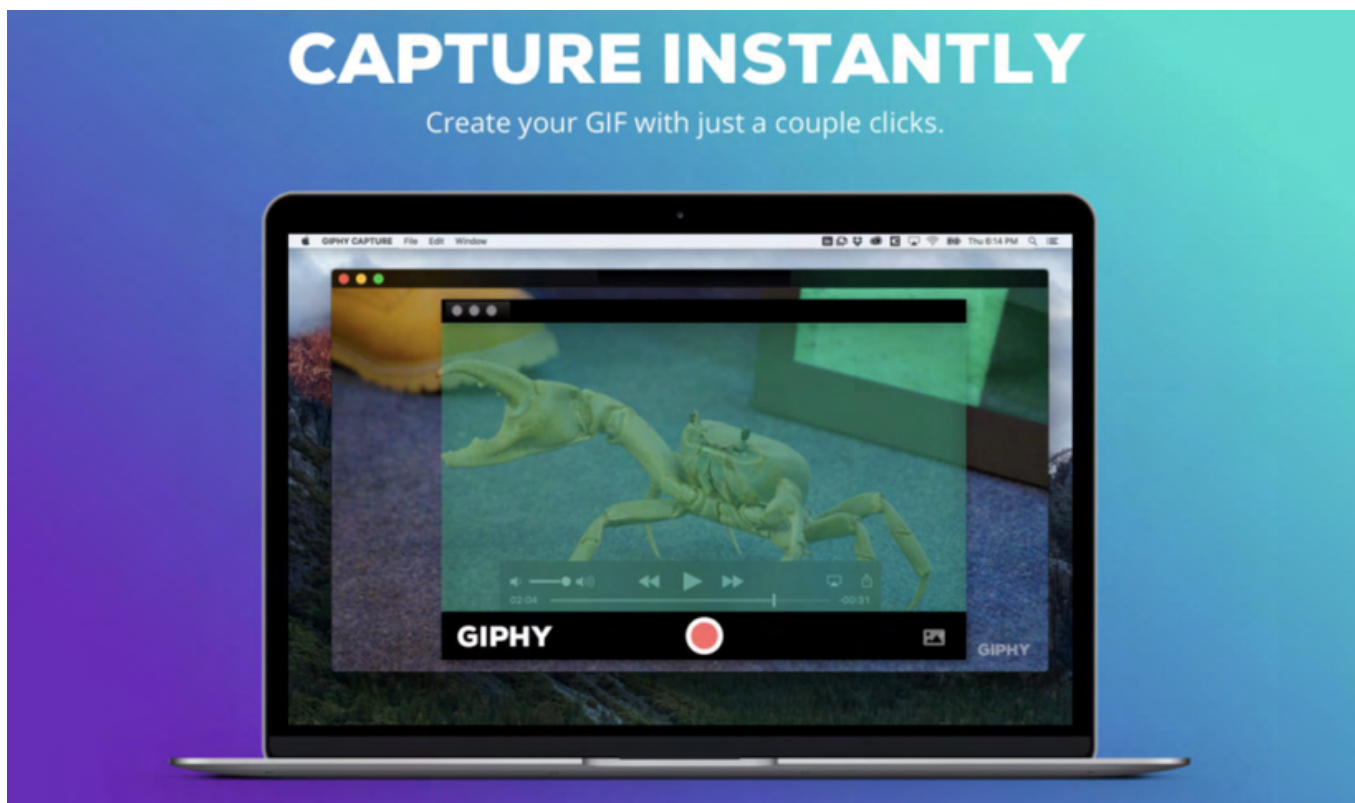 CAPTURE INSTANTLY
Create your GIF with just a couple clicks.
GIPHY CAPTURE File Edit Window Thu 6:14 PM
02:04 -00:31
GIPHY
GIPHY